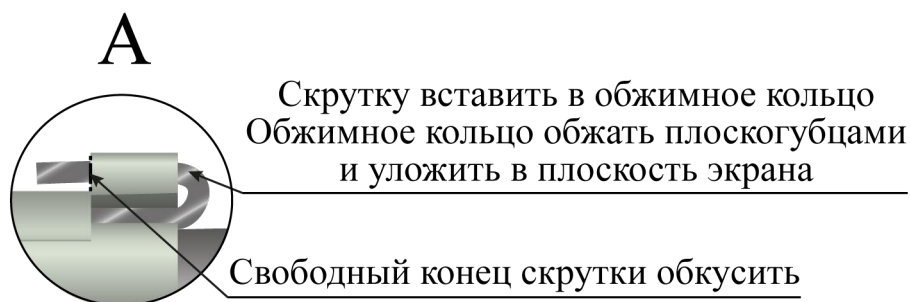 А
Скрутку вставить в обжимное кольцо
Обжимное кольцо обжать плоскогубцами
и уложить в плоскость экрана
Свободный конец скрутки обкусить